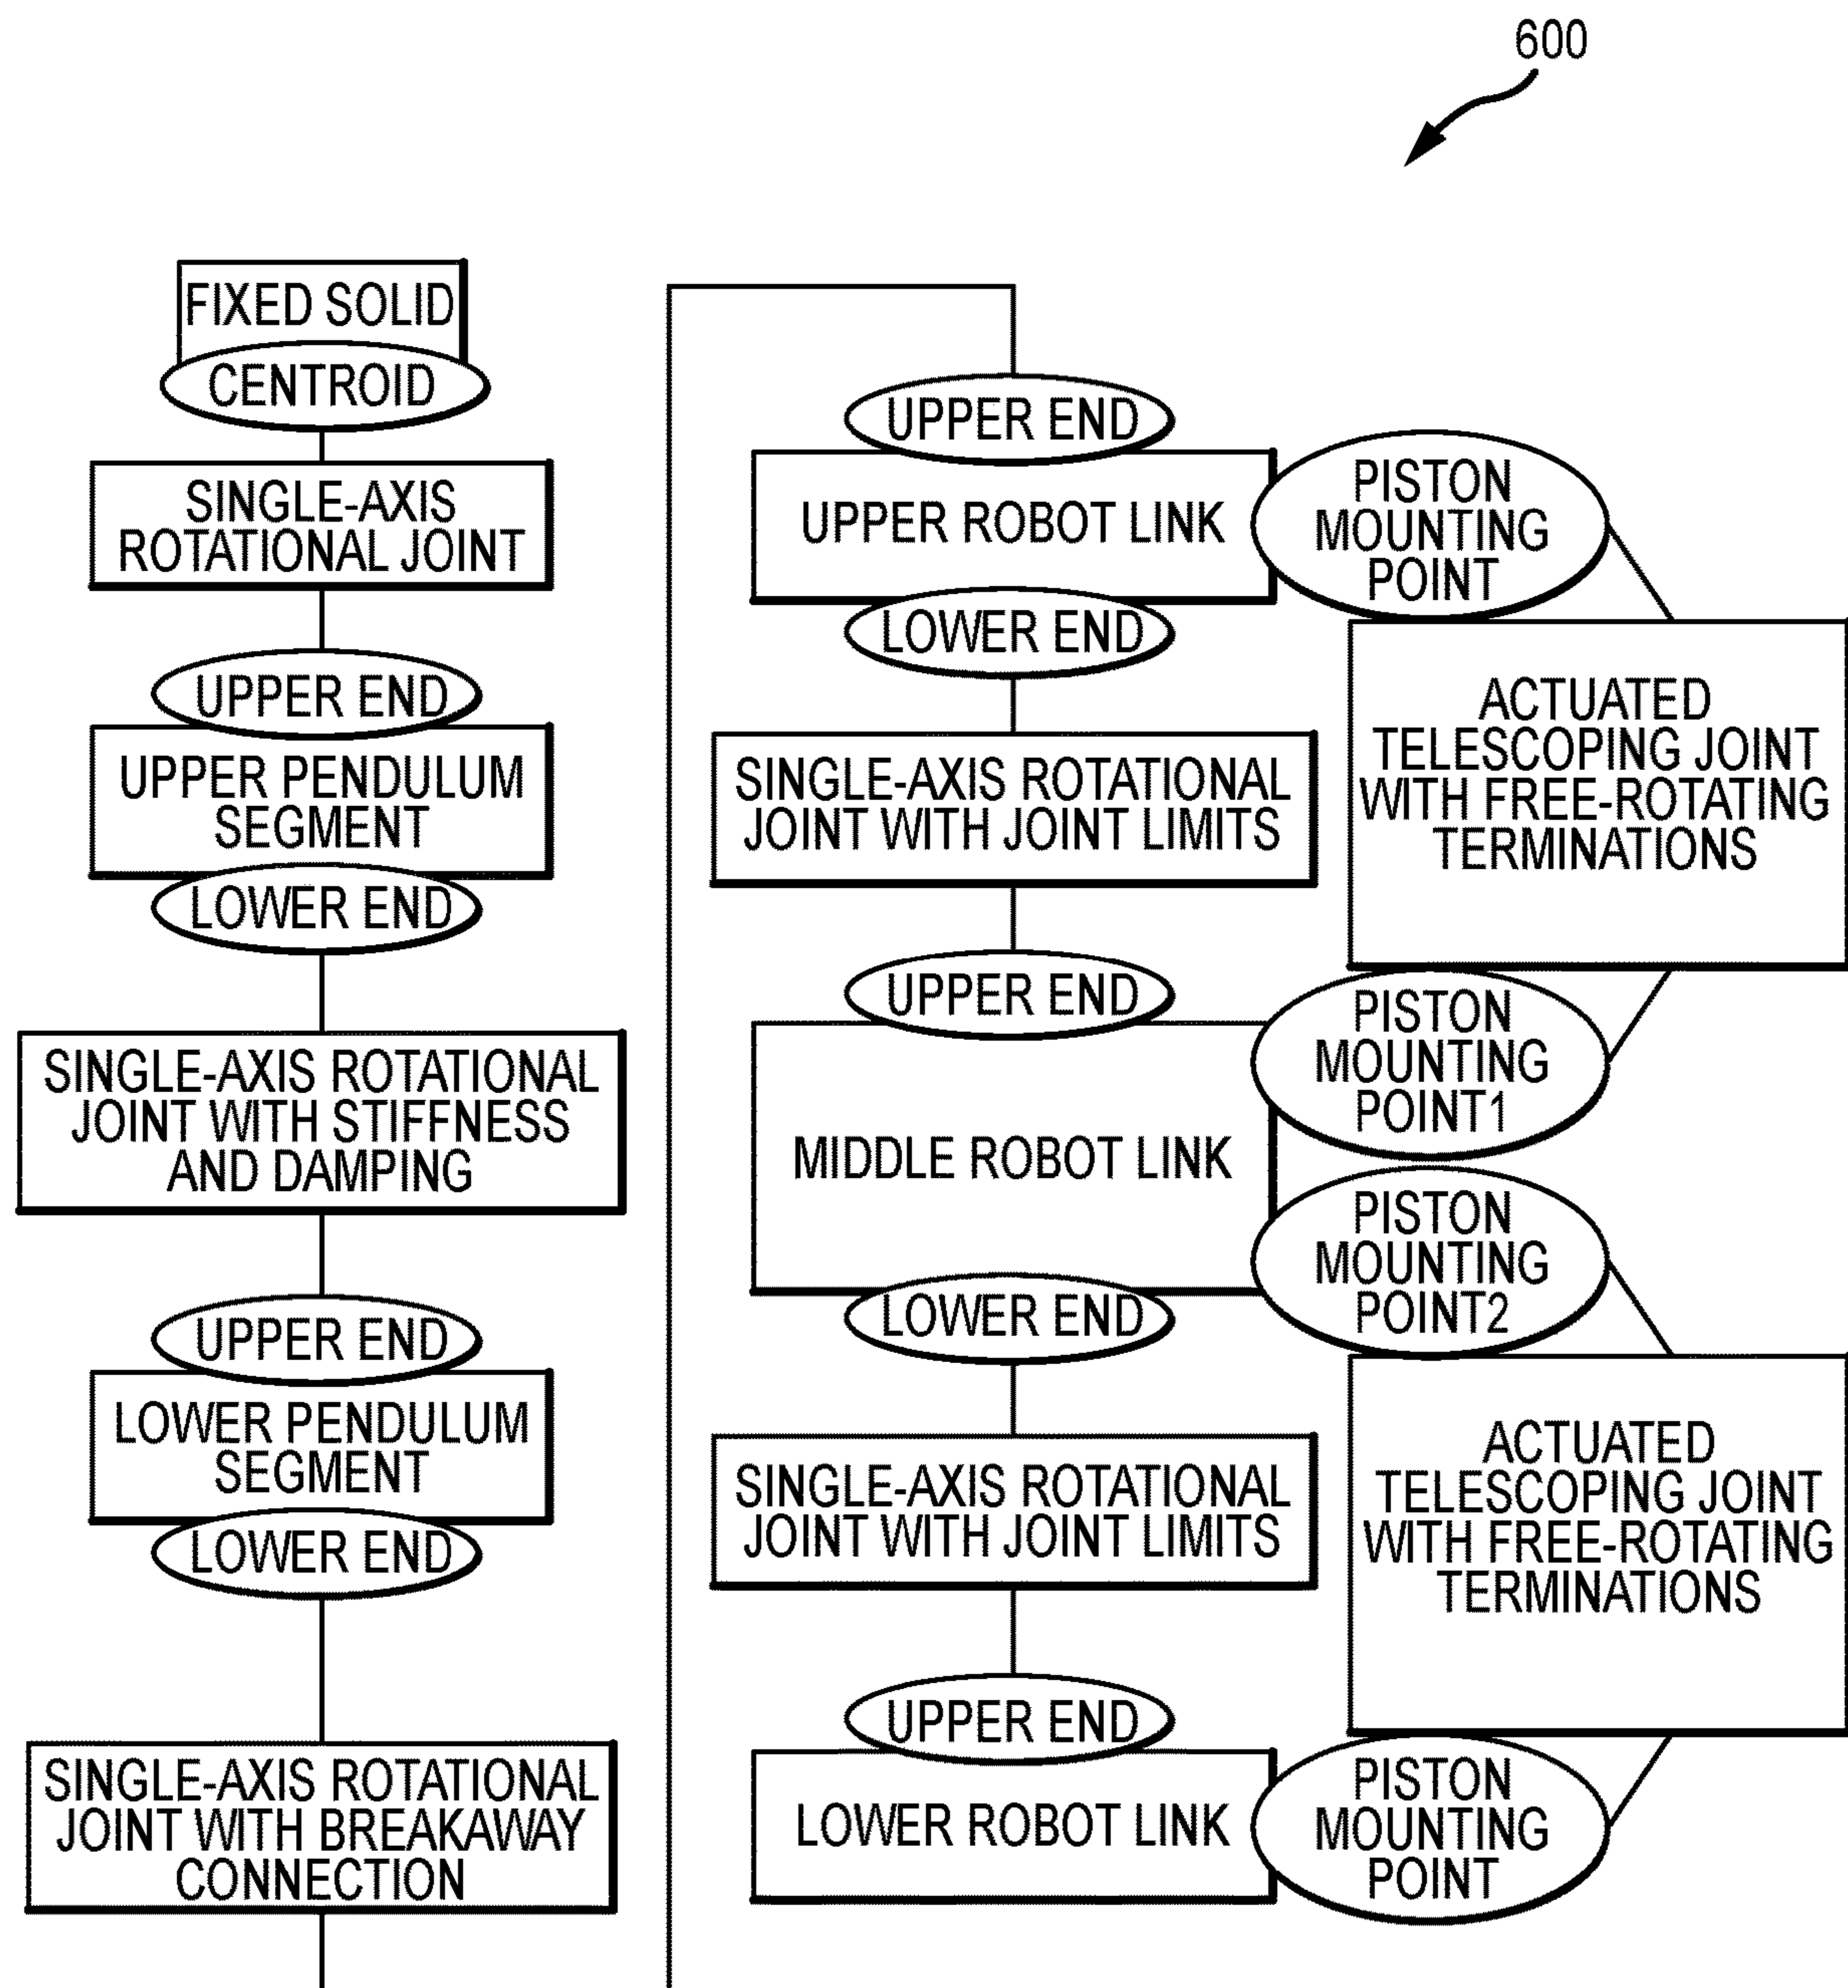 600
FIXED SOLID
CENTROID
SINGLE-AXIS
ROTATIONAL JOINT
UPPER END
UPPER PENDULUM
SEGMENT
LOWER END
SINGLE-AXIS ROTATIONAL
JOINT WITH STIFFNESS
AND DAMPING
UPPER END
LOWER PENDULUM
SEGMENT
LOWER END
SINGLE-AXIS ROTATIONAL
JOINT WITH BREAKAWAY
CONNECTION
UPPER END
UPPER ROBOT LINK
LOWER END
SINGLE-AXIS ROTATIONAL
JOINT WITH JOINT LIMITS
UPPER END
MIDDLE ROBOT LINK
LOWER END
SINGLE-AXIS ROTATIONAL
JOINT WITH JOINT LIMITS
UPPER END
LOWER ROBOT LINK
PISTON
MOUNTING
POINT
ACTUATED
TELESCOPING JOINT
WITH FREE-ROTATING
TERMINATIONS
PISTON
MOUNTING
POINT1
PISTON
MOUNTING
POINT2
ACTUATED
TELESCOPING JOINT
WITH FREE-ROTATING
TERMINATIONS
PISTON
MOUNTING
POINT